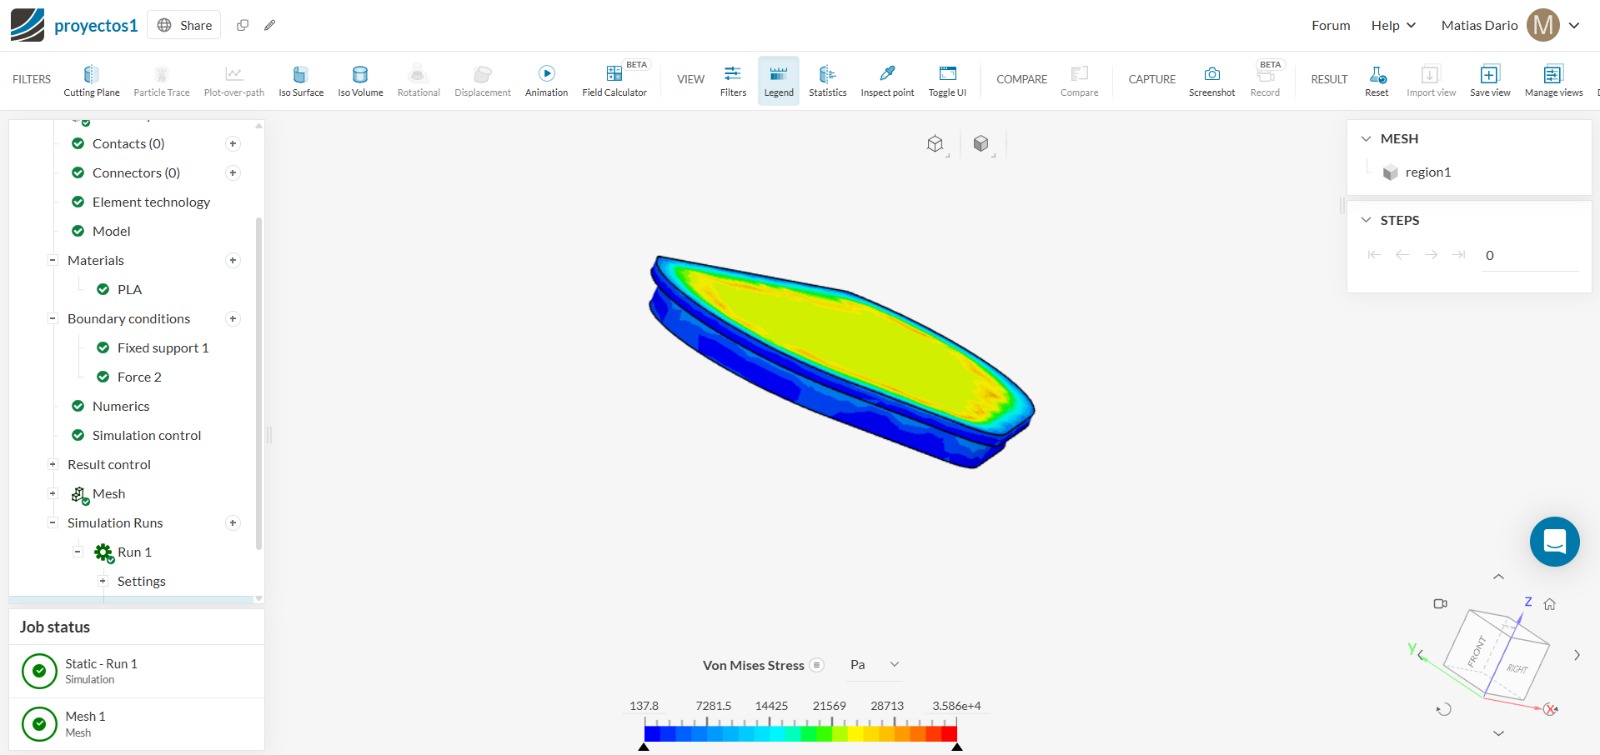 proyectos1
Share
Forum
Help
Matias Dario
M
FILTERS
Cutting Plane
Particle Trace
Plot-over-path
Iso Surface
Iso Volume
Rotational
Displacement
Animation
BETA
Field Calculator
VIEW
Filters
Legend
Statistics
Inspect point
Toggle UI
COMPARE
Compare
CAPTURE
Screenshot
BETA
Record
RESULT
Reset
Import view
Save view
Manage views
Contacts (0)
Connectors (0)
Element technology
Model
Materials
PLA
Boundary conditions
Fixed support 1
Force 2
Numerics
Simulation control
Result control
Mesh
Simulation Runs
Run 1
Settings
Job status
Static - Run 1
Simulation
Mesh 1
Mesh
MESH
region1
STEPS
0
Von Mises Stress
Pa
137.8 7281.5 14425 21569 28713 3.586e+4
Z
Y
X
FRONT
RIGHT